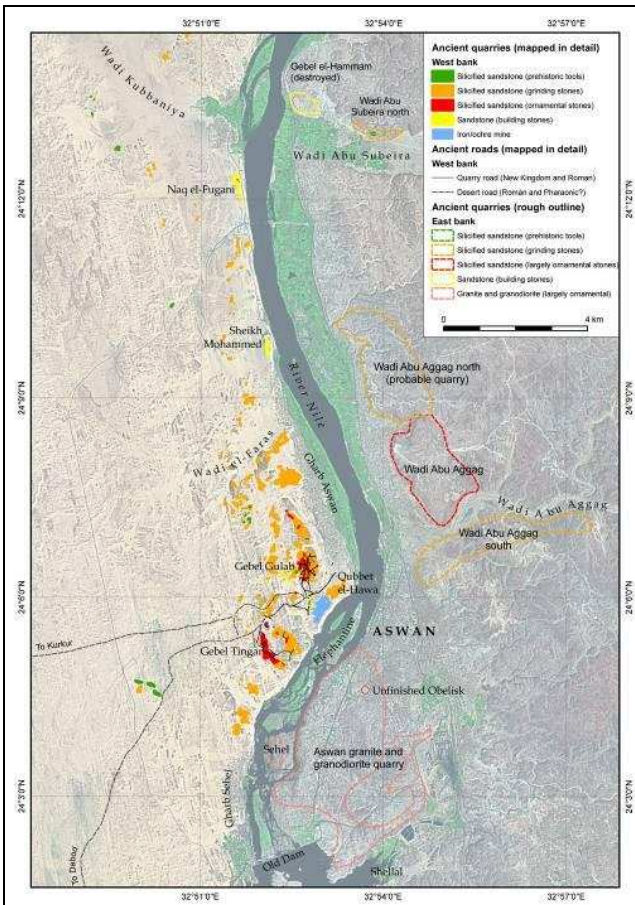 32°51'0"E
32°54'0"E
32°57'0"E
Ancient quarries (mapped in detail)
West bank
Silicified sandstone (prehistoric tools)
Silicified sandstone (grinding stones)
Silicified sandstone (ornamental stones)
Sandstone (building stones)
Iron/ochre mine
Ancient roads (mapped in detail)
West bank
Quarry road (New Kingdom and Roman)
Desert road (Roman and Pharaonic?)
Ancient quarries (rough outline)
East bank
Silicified sandstone (prehistoric tools)
Silicified sandstone (grinding stones)
Silicified sandstone (largely ornamental stones)
Sandstone (building stones)
Granite and granodiorite (largely ornamental)
0
4 km
Wadi Kubbaniya
Gebel el-Hammam
(destroyed)
Wadi Abu
Subeira north
Wadi Abu Subeira
24°12'0"N
24°12'0"N
Naq el-Fugani
Sheikh
Mohammed
River Nile
Wadi Abu Aggag north
(probable quarry)
24°9'0"N
24°9'0"N
Wadi el-Faras
Gharb Aswan
Wadi Abu Aggag
Wadi Abu Aggag
Wadi Abu Aggag
south
Gebel Gulab
Qubbet
el-Hawa
24°6'0"N
24°6'0"N
To Kurkur
ASWAN
Elephantine
Gebel Tingar
Unfinished Obelisk
Sehel
Aswan granite and
granodiorite quarry
24°3'0"N
24°3'0"N
Gharb Sehel
Old Dam
Shellal
32°51'0"E
32°54'0"E
32°57'0"E